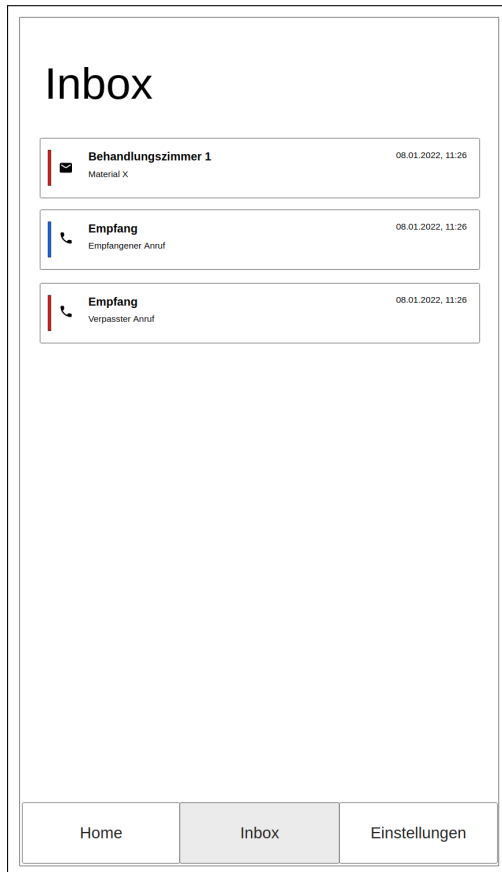 Inbox
Behandlungszimmer 1
08.01.2022, 11:26
Material X
Empfang
08.01.2022, 11:26
Empfangener Anruf
Empfang
08.01.2022, 11:26
Verpasster Anruf
Home
Inbox
Einstellungen